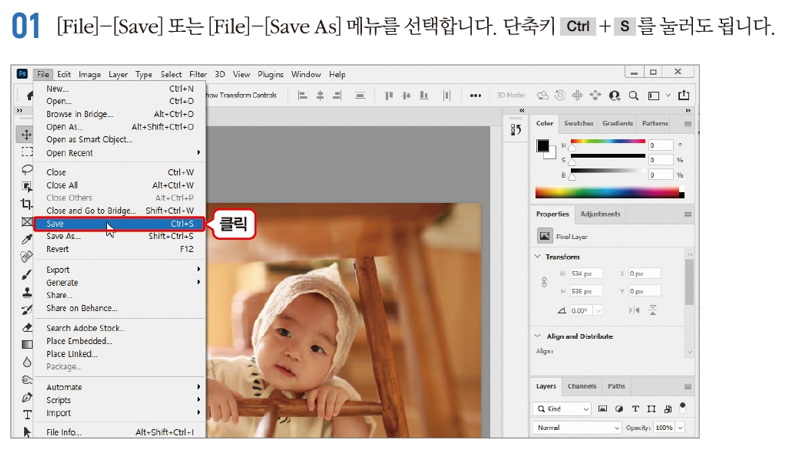 01 [File]-[Save] 또는 [File]-[Save As] 메뉴를 선택합니다. 단축키 Ctrl + S 를 눌러도 됩니다.
Ps File Edit Image Layer Type Select Filter 3D View Plugins Window Help
how Transform Controls
3D Mode:
New... Ctrl+N
Open... Ctrl+O
Browse in Bridge... Alt+Ctrl+O
Open As... Alt+Shift+Ctrl+O
Open as Smart Object...
Open Recent
Close Ctrl+W
Close All Alt+Ctrl+W
Close Others Alt+Ctrl+P
Close and Go to Bridge... Shift+Ctrl+W
Save Ctrl+S
클릭
Save As... Shift+Ctrl+S
Revert F12
Export
Generate
Share...
Share on Behance...
Search Adobe Stock...
Place Embedded...
Place Linked...
Package...
Automate
Scripts
Import
File Info... Alt+Shift+Ctrl+I
Color Swatches Gradients Patterns
H 0 °
S 0 %
B 0 %
Properties Adjustments
Pixel Layer
Transform
W 534 px X 0 px
H 538 px Y 0 px
0.00°
Align and Distribute
Align:
Layers Channels Paths
Kind
Normal Opacity: 100%